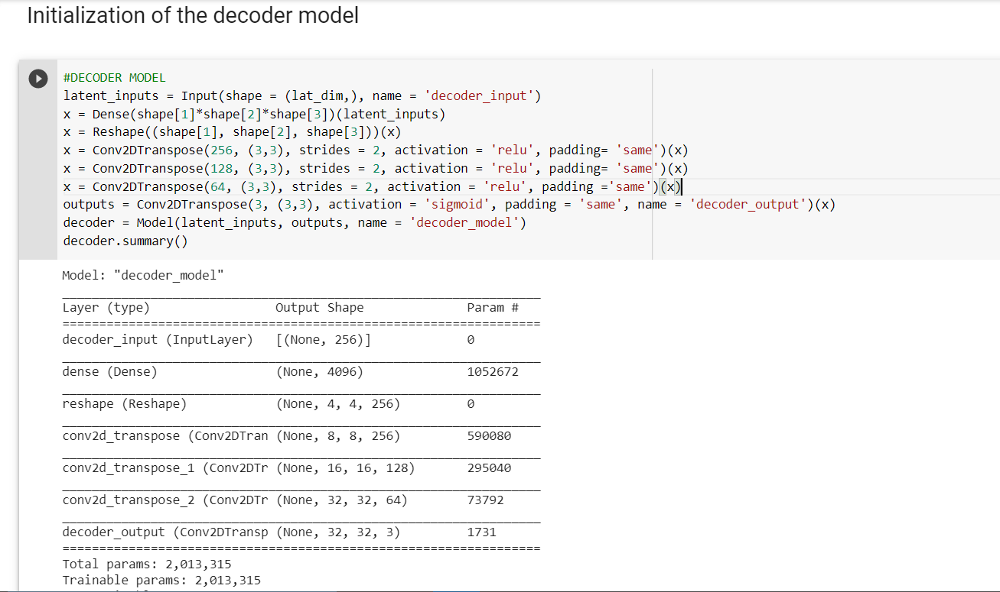 Initialization of the decoder model
#DECODER MODEL
latent_inputs = Input(shape = (lat_dim,), name = 'decoder_input')
x = Dense(shape[1]*shape[2]*shape[3])(latent_inputs)
x = Reshape((shape[1], shape[2], shape[3]))(x)
x = Conv2DTranspose(256, (3,3), strides = 2, activation = 'relu', padding= 'same')(x)
x = Conv2DTranspose(128, (3,3), strides = 2, activation = 'relu', padding= 'same')(x)
x = Conv2DTranspose(64, (3,3), strides = 2, activation = 'relu', padding ='same')(x)
outputs = Conv2DTranspose(3, (3,3), activation = 'sigmoid', padding = 'same', name = 'decoder_output')(x)
decoder = Model(latent_inputs, outputs, name = 'decoder_model')
decoder.summary()
Model: "decoder_model"
Layer (type) Output Shape Param #
decoder_input (InputLayer) [(None, 256)] 0
dense (Dense) (None, 4096) 1052672
reshape (Reshape) (None, 4, 4, 256) 0
conv2d_transpose (Conv2DTran (None, 8, 8, 256) 590080
conv2d_transpose_1 (Conv2DTr (None, 16, 16, 128) 295040
conv2d_transpose_2 (Conv2DTr (None, 32, 32, 64) 73792
decoder_output (Conv2DTransp (None, 32, 32, 3) 1731
Total params: 2,013,315
Trainable params: 2,013,315